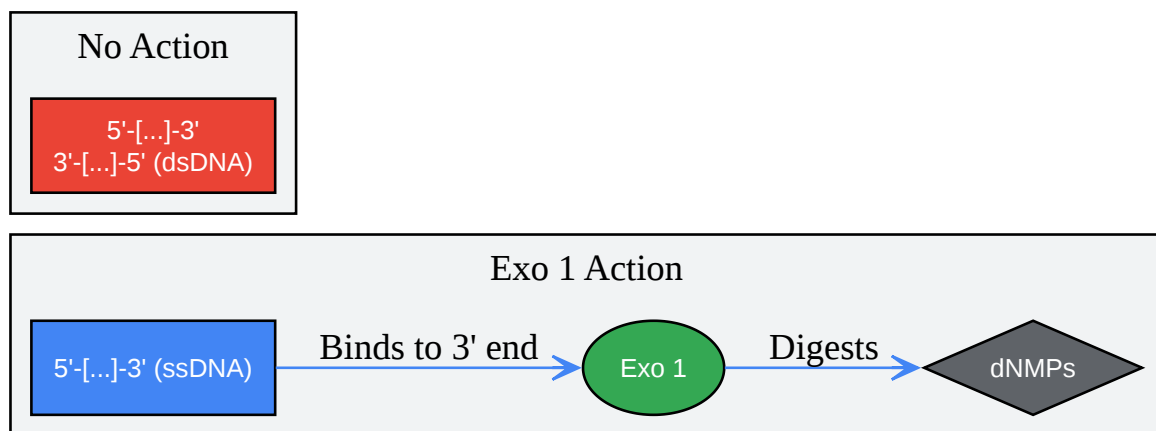 No Action
5'-[...]-3'
3'-[...]-5' (dsDNA)
Exo 1 Action
5'-[...]-3' (ssDNA)
Binds to 3' end
Exo 1
Digests
dNMPs